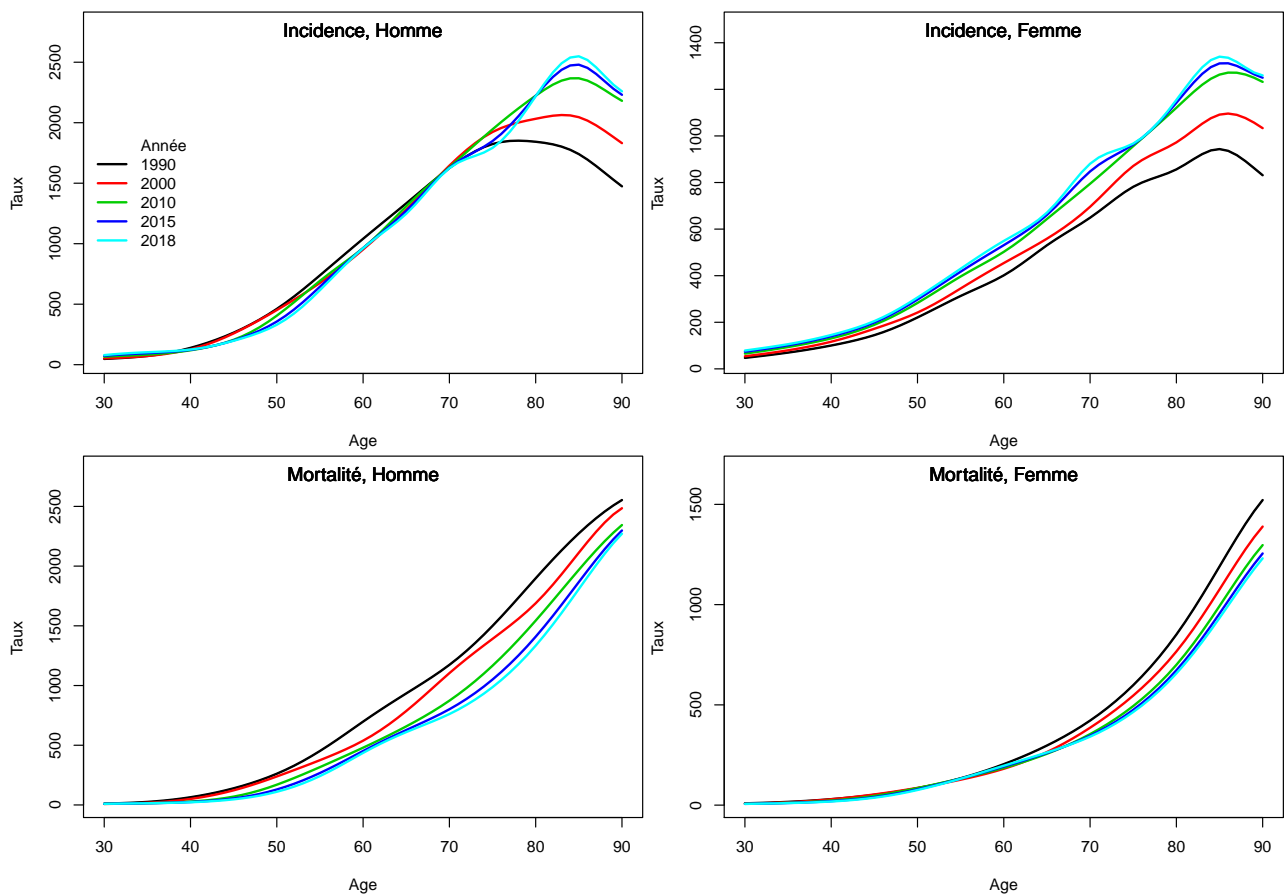 Incidence, Homme
Taux
2500
2000
1500
1000
500
0
Année
1990
2000
2010
2015
2018
30 40 50 60 70 80 90
Age
Incidence, Femme
Taux
1400
1000
800
600
400
200
0
30 40 50 60 70 80 90
Age
Mortalité, Homme
Taux
2500
2000
1500
1000
500
0
30 40 50 60 70 80 90
Age
Mortalité, Femme
Taux
1500
1000
500
0
30 40 50 60 70 80 90
Age